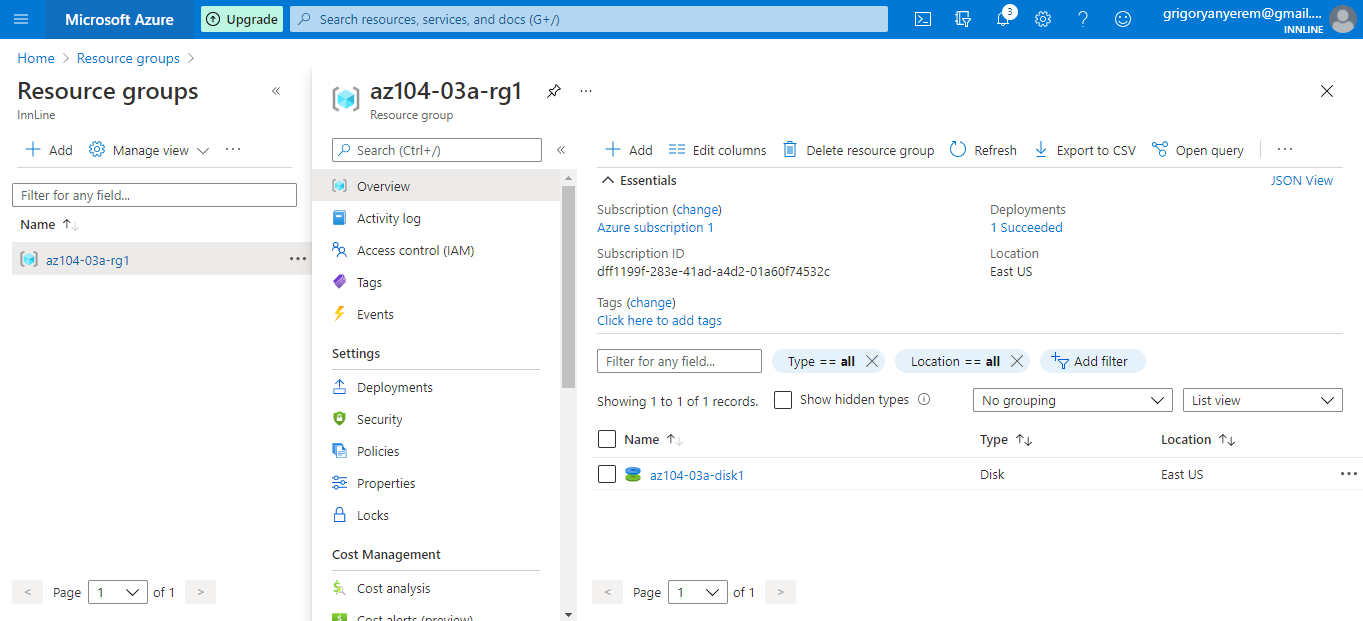 Microsoft Azure
Upgrade
Search resources, services, and docs (G+/)
3
grigoryanyerem@gmail....
INNLINE
Home > Resource groups >
Resource groups
InnLine
Add
Manage view
...
Filter for any field...
Name
az104-03a-rg1
...
< Page 1 of 1 >
az104-03a-rg1
...
Resource group
Search (Ctrl+/)
Overview
Activity log
Access control (IAM)
Tags
Events
Settings
Deployments
Security
Policies
Properties
Locks
Cost Management
Cost analysis
Cost alerts (preview)
Add
Edit columns
Delete resource group
Refresh
Export to CSV
Open query
...
Essentials
JSON View
Subscription (change)
Azure subscription 1
Subscription ID
dff1199f-283e-41ad-a4d2-01a60f74532c
Deployments
1 Succeeded
Location
East US
Tags (change)
Click here to add tags
Filter for any field...
Type == all
Location == all
Add filter
Showing 1 to 1 of 1 records.
Show hidden types
No grouping
List view
Name Type Location
az104-03a-disk1 Disk East US ...
< Page 1 of 1 >